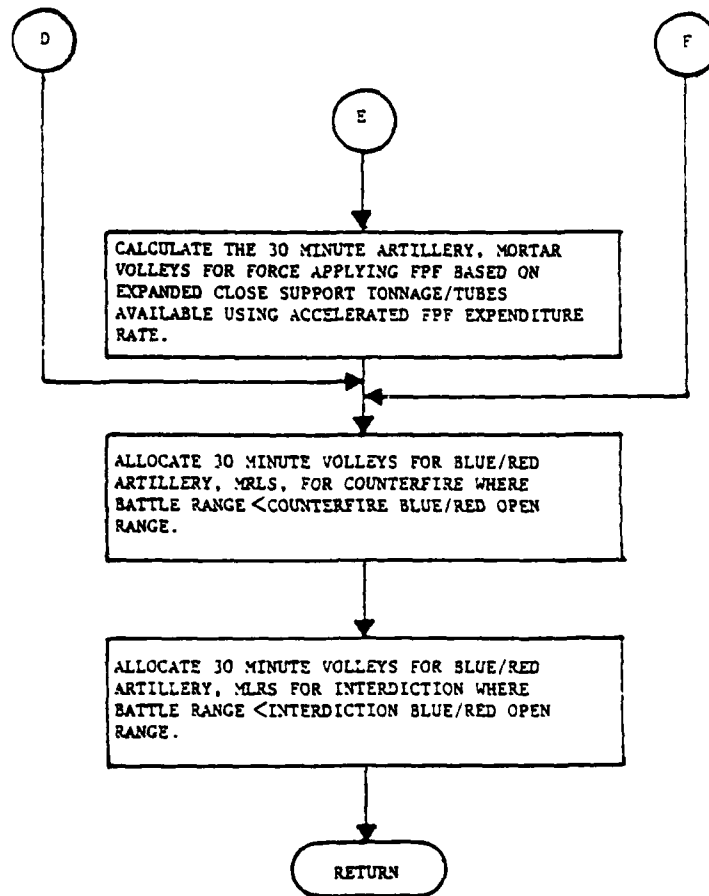 D
F
E
CALCULATE THE 30 MINUTE ARTILLERY, MORTAR
VOLLEYS FOR FORCE APPLYING FPF BASED ON
EXPANDED CLOSE SUPPORT TONNAGE/TUBES
AVAILABLE USING ACCELERATED FPF EXPENDITURE
RATE.
ALLOCATE 30 MINUTE VOLLEYS FOR BLUE/RED
ARTILLERY, MRLS, FOR COUNTERFIRE WHERE
BATTLE RANGE <COUNTERFIRE BLUE/RED OPEN
RANGE.
ALLOCATE 30 MINUTE VOLLEYS FOR BLUE/RED
ARTILLERY, MLRS FOR INTERDICTION WHERE
BATTLE RANGE <INTERDICTION BLUE/RED OPEN
RANGE.
RETURN